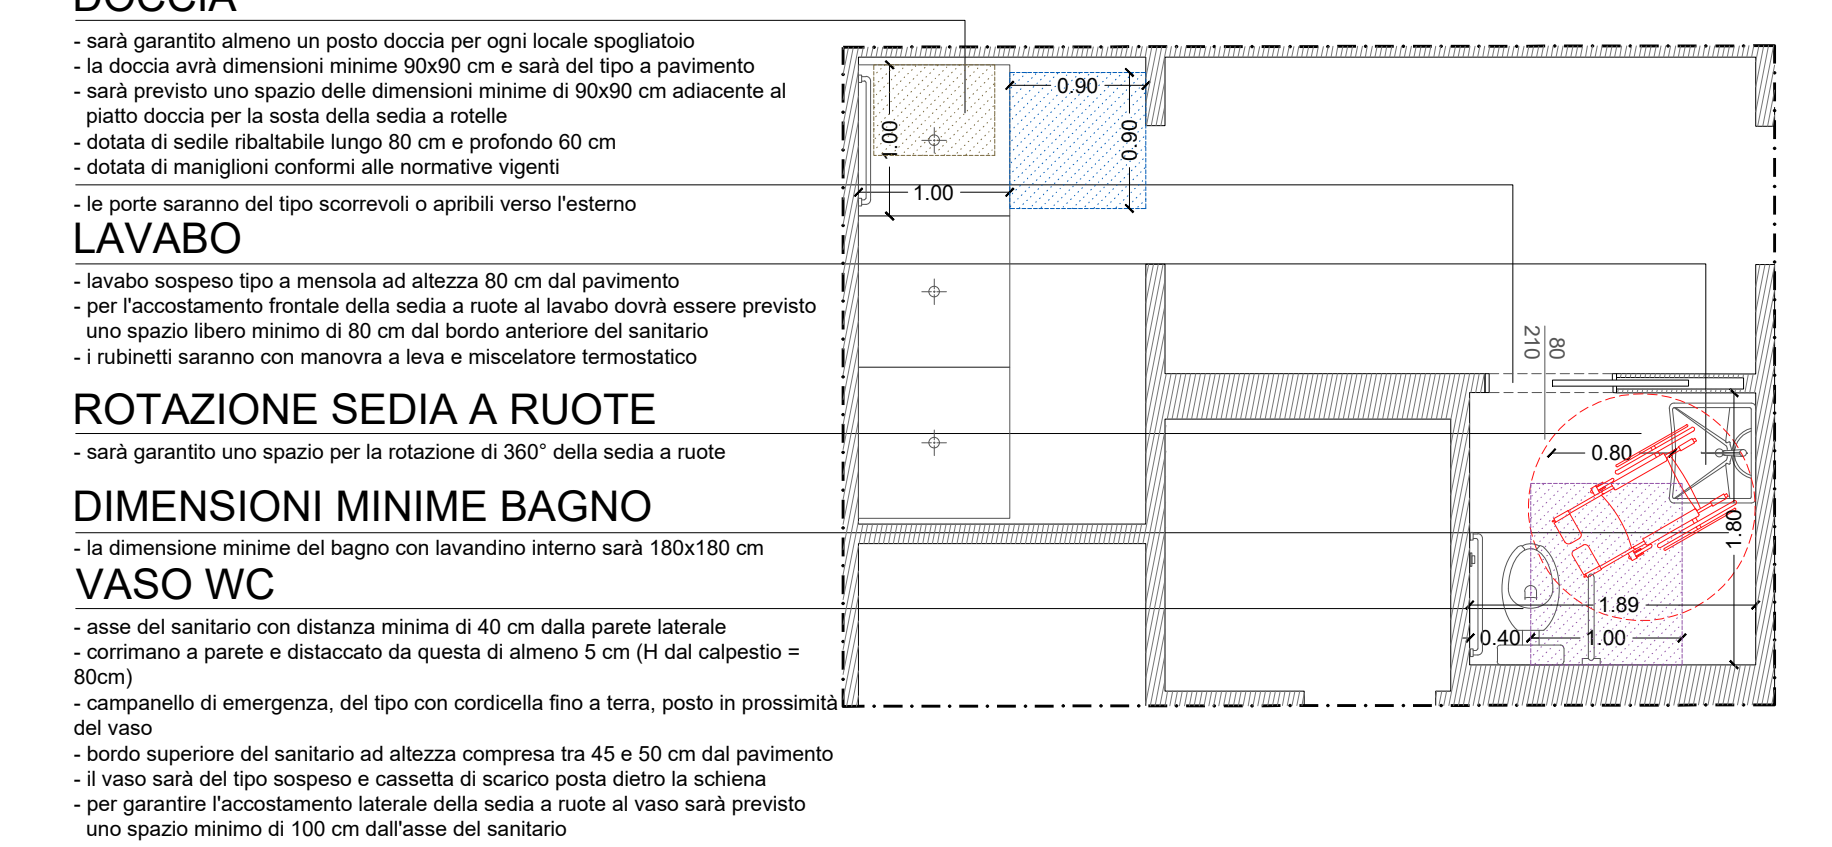 DOCCIA
- sarà garantito almeno un posto doccia per ogni locale spogliatoio
- la doccia avrà dimensioni minime 90x90 cm e sarà del tipo a pavimento
- sarà previsto uno spazio delle dimensioni minime di 90x90 cm adiacente al
piatto doccia per la sosta della sedia a rotelle
- dotata di sedile ribaltabile lungo 80 cm e profondo 60 cm
- dotata di maniglioni conformi alle normative vigenti
- le porte saranno del tipo scorrevoli o apribili verso l'esterno
LAVABO
- lavabo sospeso tipo a mensola ad altezza 80 cm dal pavimento
- per l'accostamento frontale della sedia a ruote al lavabo dovrà essere previsto
uno spazio libero minimo di 80 cm dal bordo anteriore del sanitario
- i rubinetti saranno con manovra a leva e miscelatore termostatico
ROTAZIONE SEDIA A RUOTE
- sarà garantito uno spazio per la rotazione di 360° della sedia a ruote
DIMENSIONI MINIME BAGNO
- la dimensione minime del bagno con lavandino interno sarà 180x180 cm
VASO WC
- asse del sanitario con distanza minima di 40 cm dalla parete laterale
- corrimano a parete e distaccato da questa di almeno 5 cm (H dal calpestio =
80cm)
- campanello di emergenza, del tipo con cordicella fino a terra, posto in prossimità
del vaso
- bordo superiore del sanitario ad altezza compresa tra 45 e 50 cm dal pavimento
- il vaso sarà del tipo sospeso e cassetta di scarico posta dietro la schiena
- per garantire l'accostamento laterale della sedia a ruote al vaso sarà previsto
uno spazio minimo di 100 cm dall'asse del sanitario
0.90
1.00
0.90
1.00
80
210
0.80
1.80
1.89
0.40
1.00